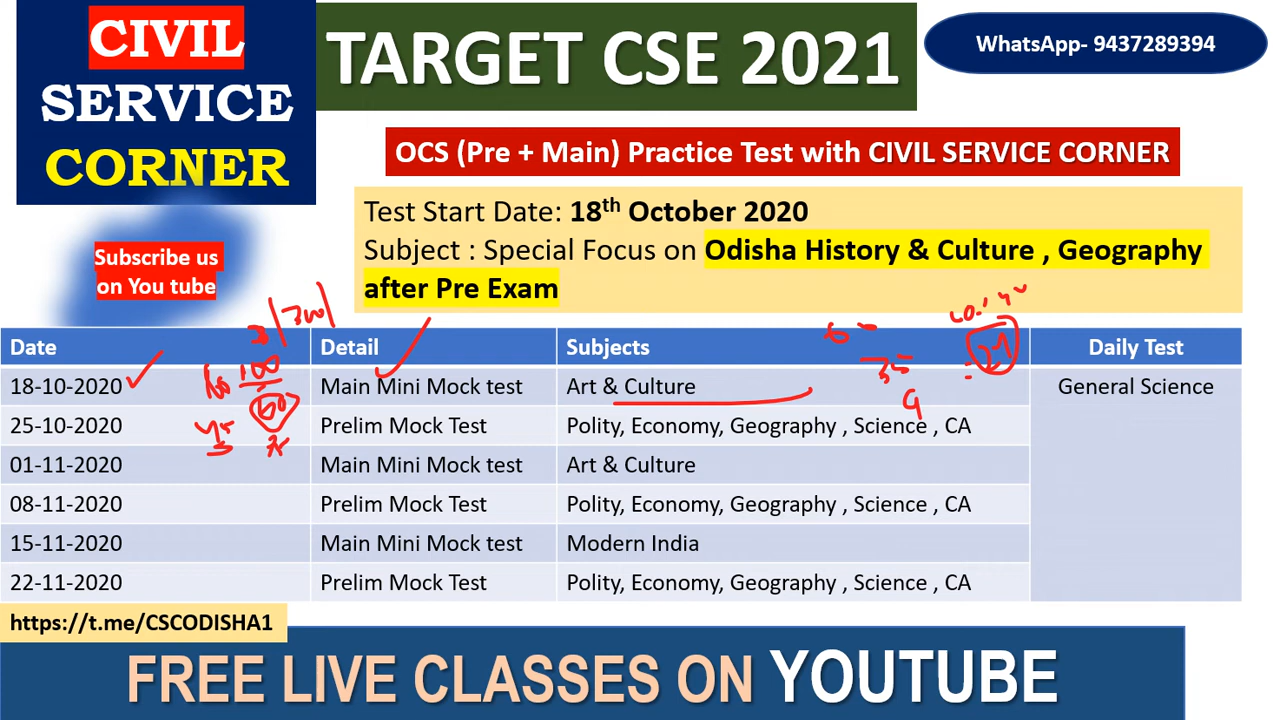 CIVIL
SERVICE
CORNER
TARGET CSE 2021
WhatsApp- 9437289394
OCS (Pre + Main) Practice Test with CIVIL SERVICE CORNER
Test Start Date: 18th October 2020
Subject : Special Focus on Odisha History & Culture , Geography
after Pre Exam
Subscribe us
on You tube
Date Detail Subjects Daily Test
18-10-2020 Main Mini Mock test Art & Culture General Science
25-10-2020 Prelim Mock Test Polity, Economy, Geography , Science , CA
01-11-2020 Main Mini Mock test Art & Culture
08-11-2020 Prelim Mock Test Polity, Economy, Geography , Science , CA
15-11-2020 Main Mini Mock test Modern India
22-11-2020 Prelim Mock Test Polity, Economy, Geography , Science , CA
100
60
35
https://t.me/CSCODISHA1
FREE LIVE CLASSES ON YOUTUBE